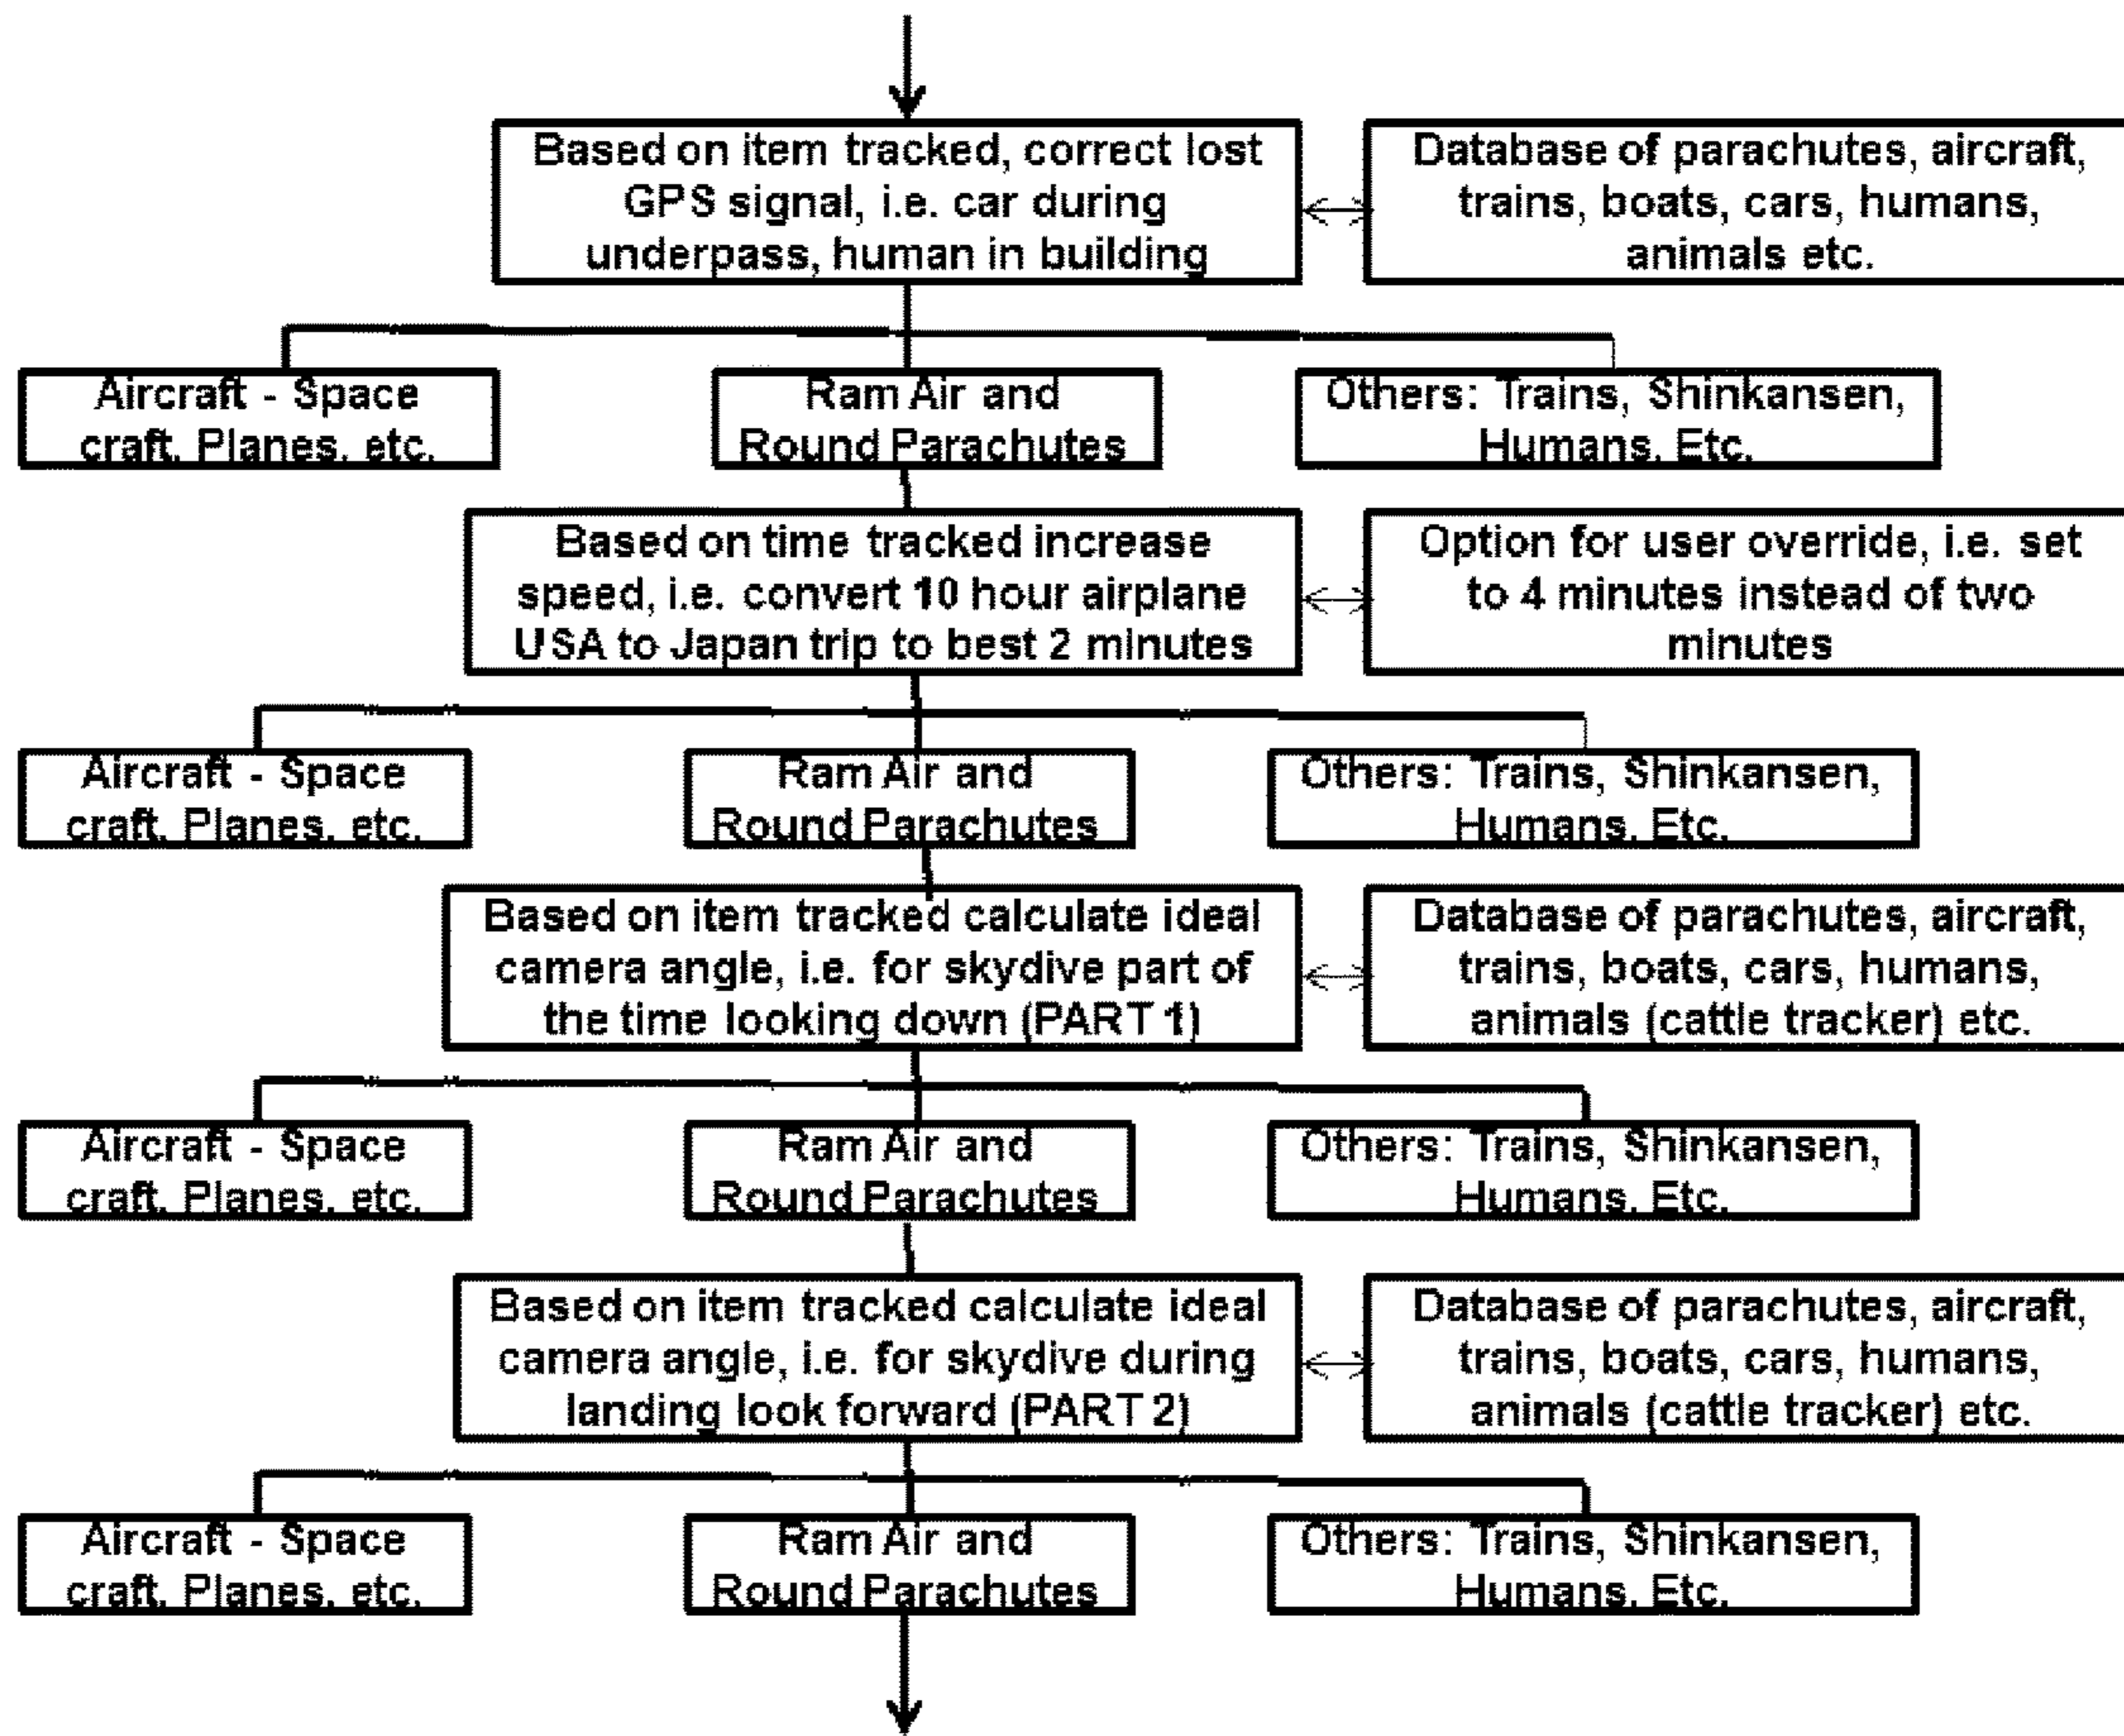 Based on item tracked, correct lost
GPS signal, i.e. car during
underpass, human in building
Database of parachutes, aircraft,
trains, boats, cars, humans,
animals etc.
Aircraft - Space
craft, Planes, etc.
Ram Air and
Round Parachutes
Others: Trains, Shinkansen,
Humans, Etc.
Based on time tracked increase
speed, i.e. convert 10 hour airplane
USA to Japan trip to best 2 minutes
Option for user override, i.e. set
to 4 minutes instead of two
minutes
Aircraft - Space
craft, Planes, etc.
Ram Air and
Round Parachutes
Others: Trains, Shinkansen,
Humans, Etc.
Based on item tracked calculate ideal
camera angle, i.e. for skydive part of
the time looking down (PART 1)
Database of parachutes, aircraft,
trains, boats, cars, humans,
animals (cattle tracker) etc.
Aircraft - Space
craft, Planes, etc.
Ram Air and
Round Parachutes
Others: Trains, Shinkansen,
Humans, Etc.
Based on item tracked calculate ideal
camera angle, i.e. for skydive during
landing look forward (PART 2)
Database of parachutes, aircraft,
trains, boats, cars, humans,
animals (cattle tracker) etc.
Aircraft - Space
craft, Planes, etc.
Ram Air and
Round Parachutes
Others: Trains, Shinkansen,
Humans, Etc.